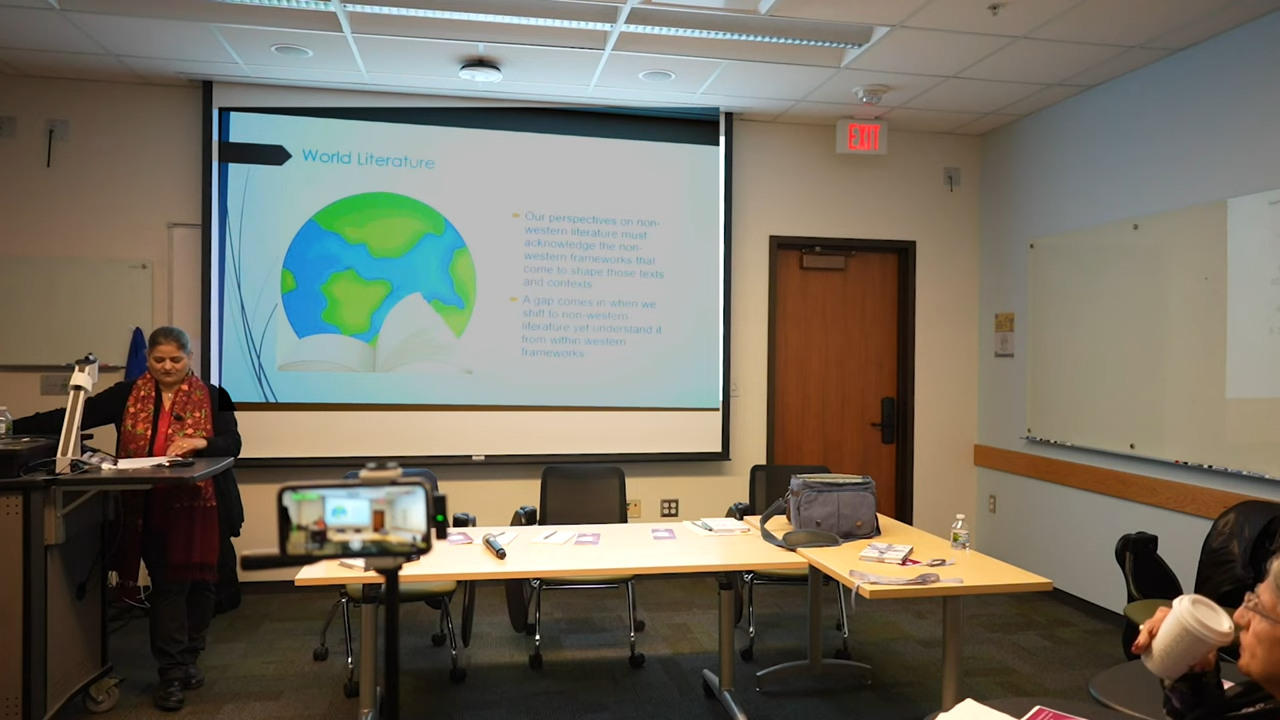 World Literature
Our perspectives on non-
western literature must
acknowledge the non-
western frameworks that
come to shape those texts
and contexts
A gap comes in when we
shift to non-western
literature yet understand it
from within western
frameworks
EXIT